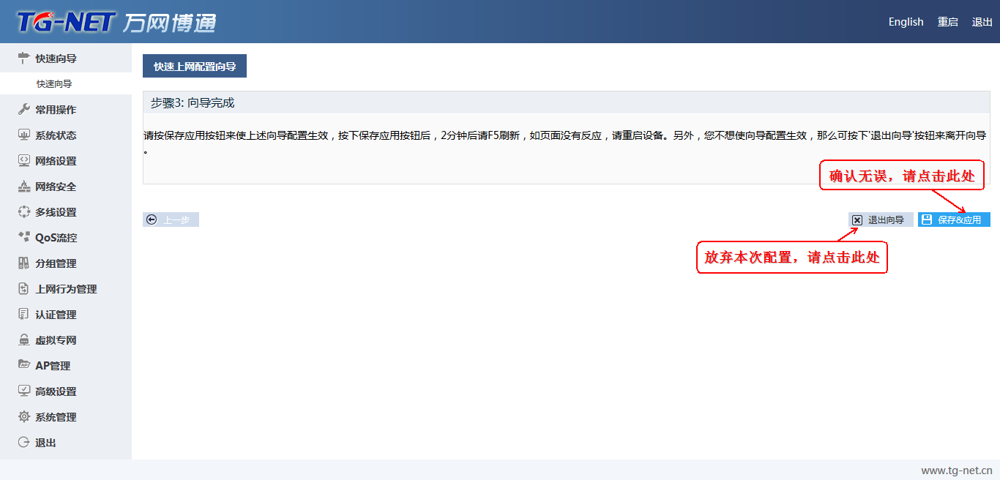 TG-NET 万网博通
English 重启 退出
快速向导
快速向导
常用操作
系统状态
网络设置
网络安全
多线设置
QoS流控
分组管理
上网行为管理
认证管理
虚拟专网
AP管理
高级设置
系统管理
退出
快速上网配置向导
步骤3: 向导完成
请按保存应用按钮来使上述向导配置生效，按下保存应用按钮后，2分钟后请F5刷新，如页面没有反应，请重启设备。另外，您不想使向导配置生效，那么可按下'退出向导'按钮来离开向导
。
确认无误，请点击此处
上一步
退出向导
保存&应用
放弃本次配置，请点击此处
www.tg-net.cn